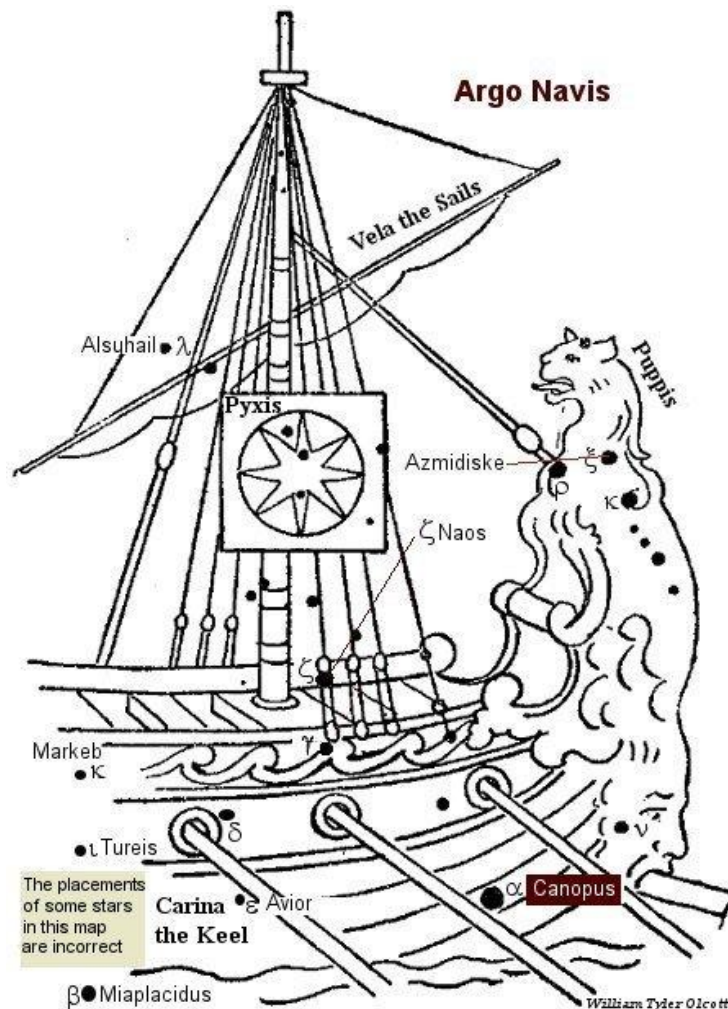 Argo Navis
Vela the Sails
Alsuhail λ
Puppis
Pyxis
Azmidiske ξ
ρ
κ
ζ Naos
ζ
Markeb
κ
γ
δ
ν
ι Tureis
The placements
of some stars
in this map
are incorrect
Carina
the Keel
ε Avior
α Canopus
β Miaplacidus
William Tyler Olcott